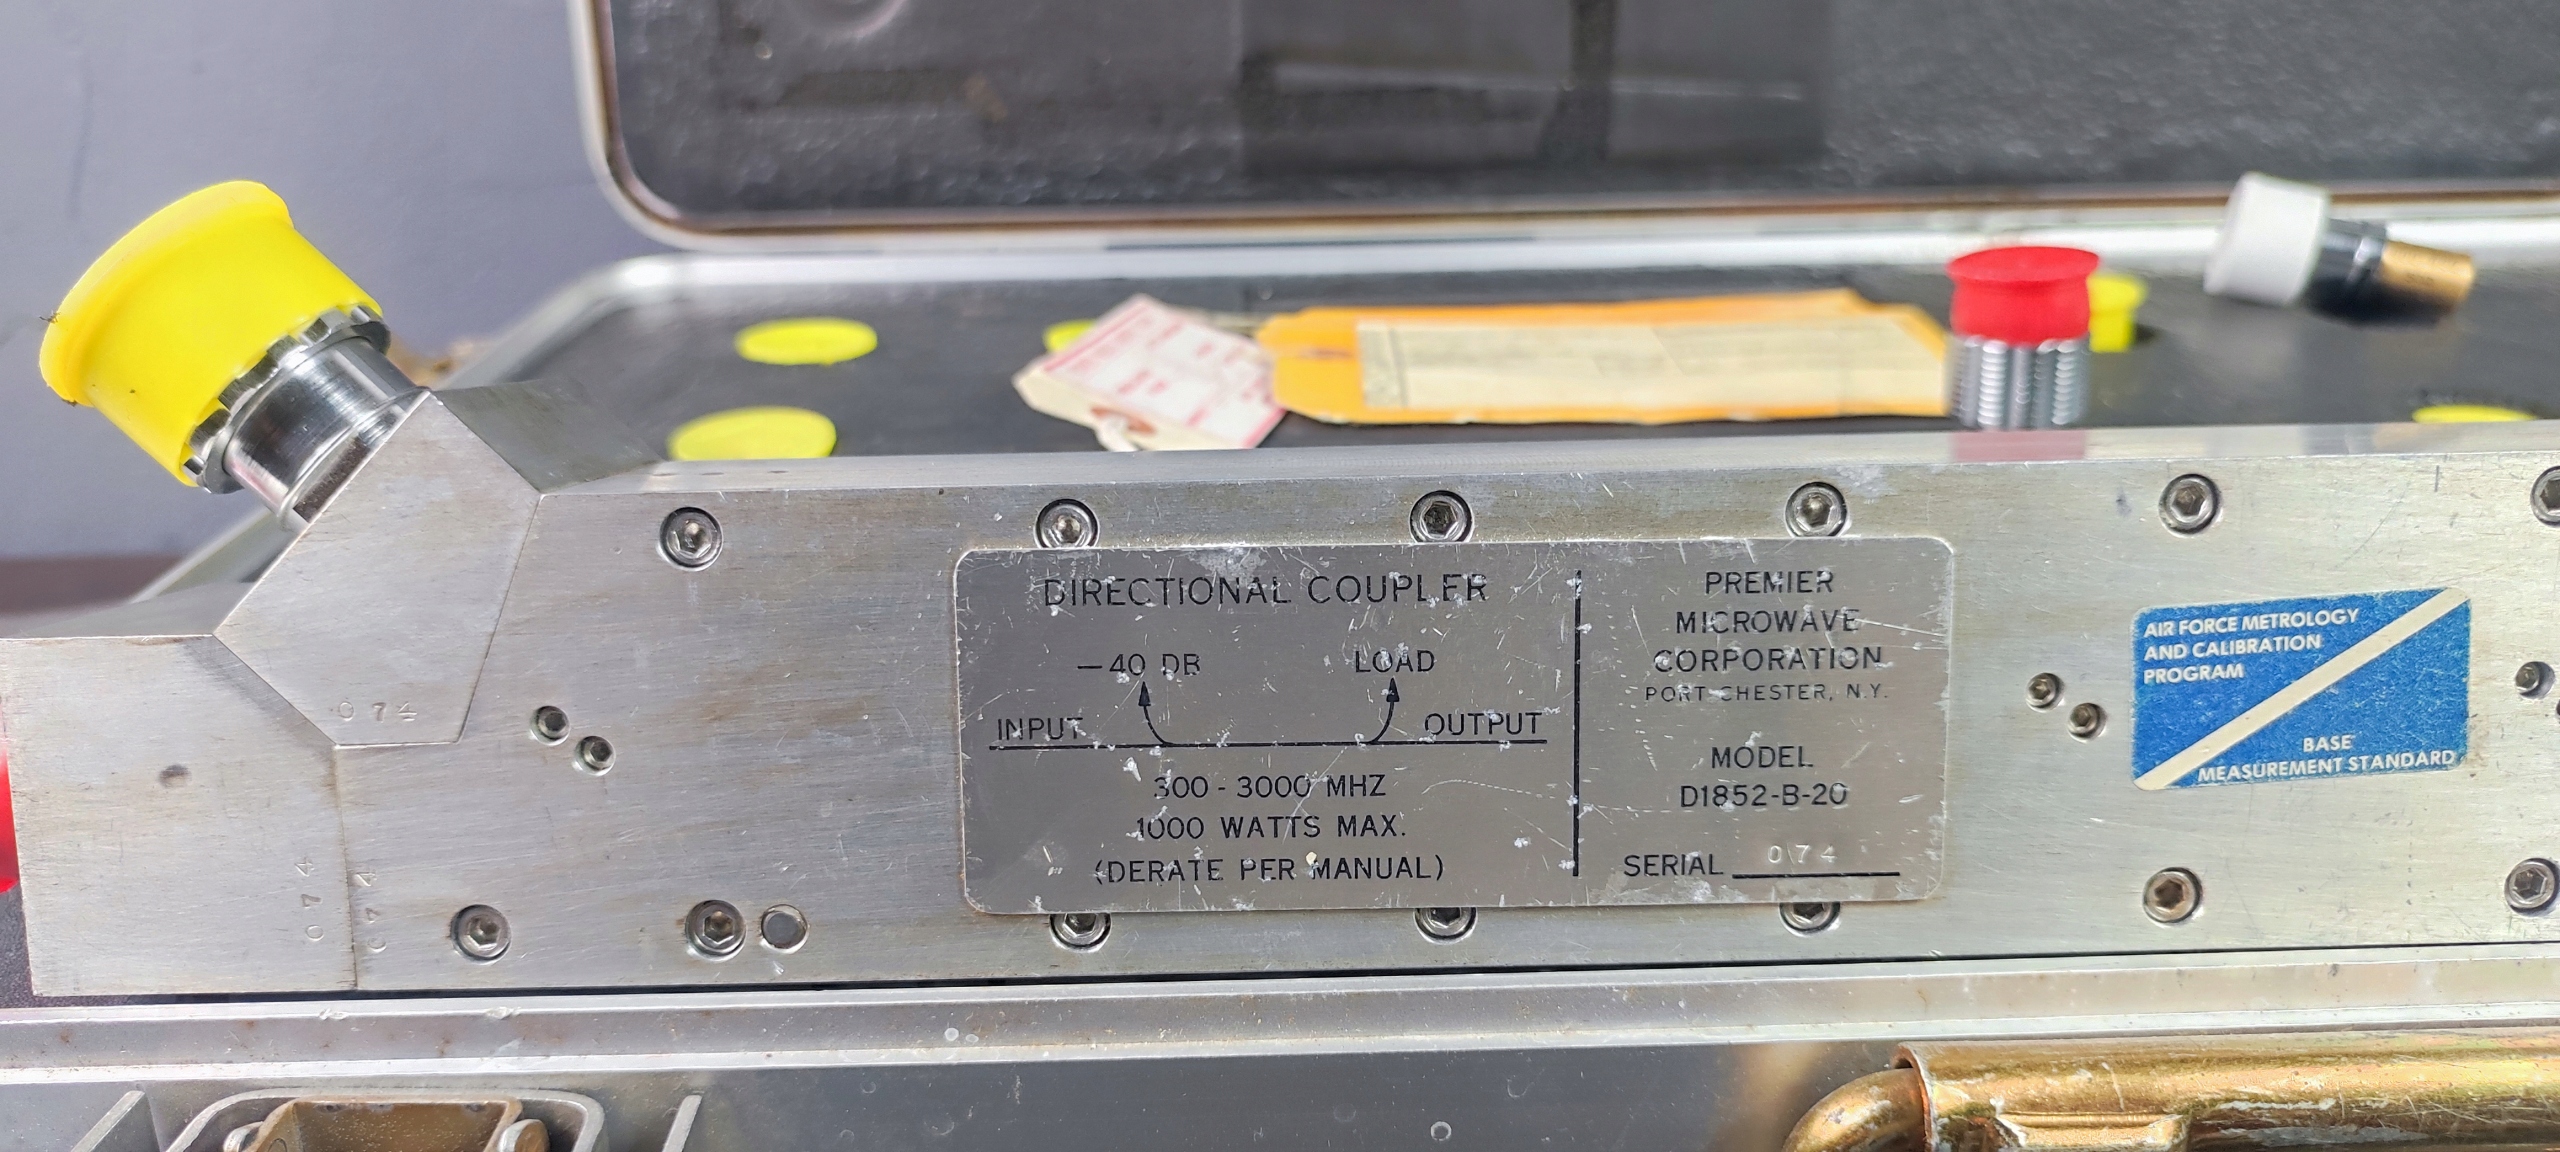 DIRECTIONAL COUPLER
-40 DB
LOAD
INPUT
OUTPUT
300 - 3000 MHZ
1000 WATTS MAX.
(DERATE PER MANUAL)
PREMIER
MICROWAVE
CORPORATION
PORT CHESTER, N.Y.
MODEL
D1852-B-20
SERIAL 074
AIR FORCE METROLOGY
AND CALIBRATION
PROGRAM
BASE
MEASUREMENT STANDARD
074
074
074